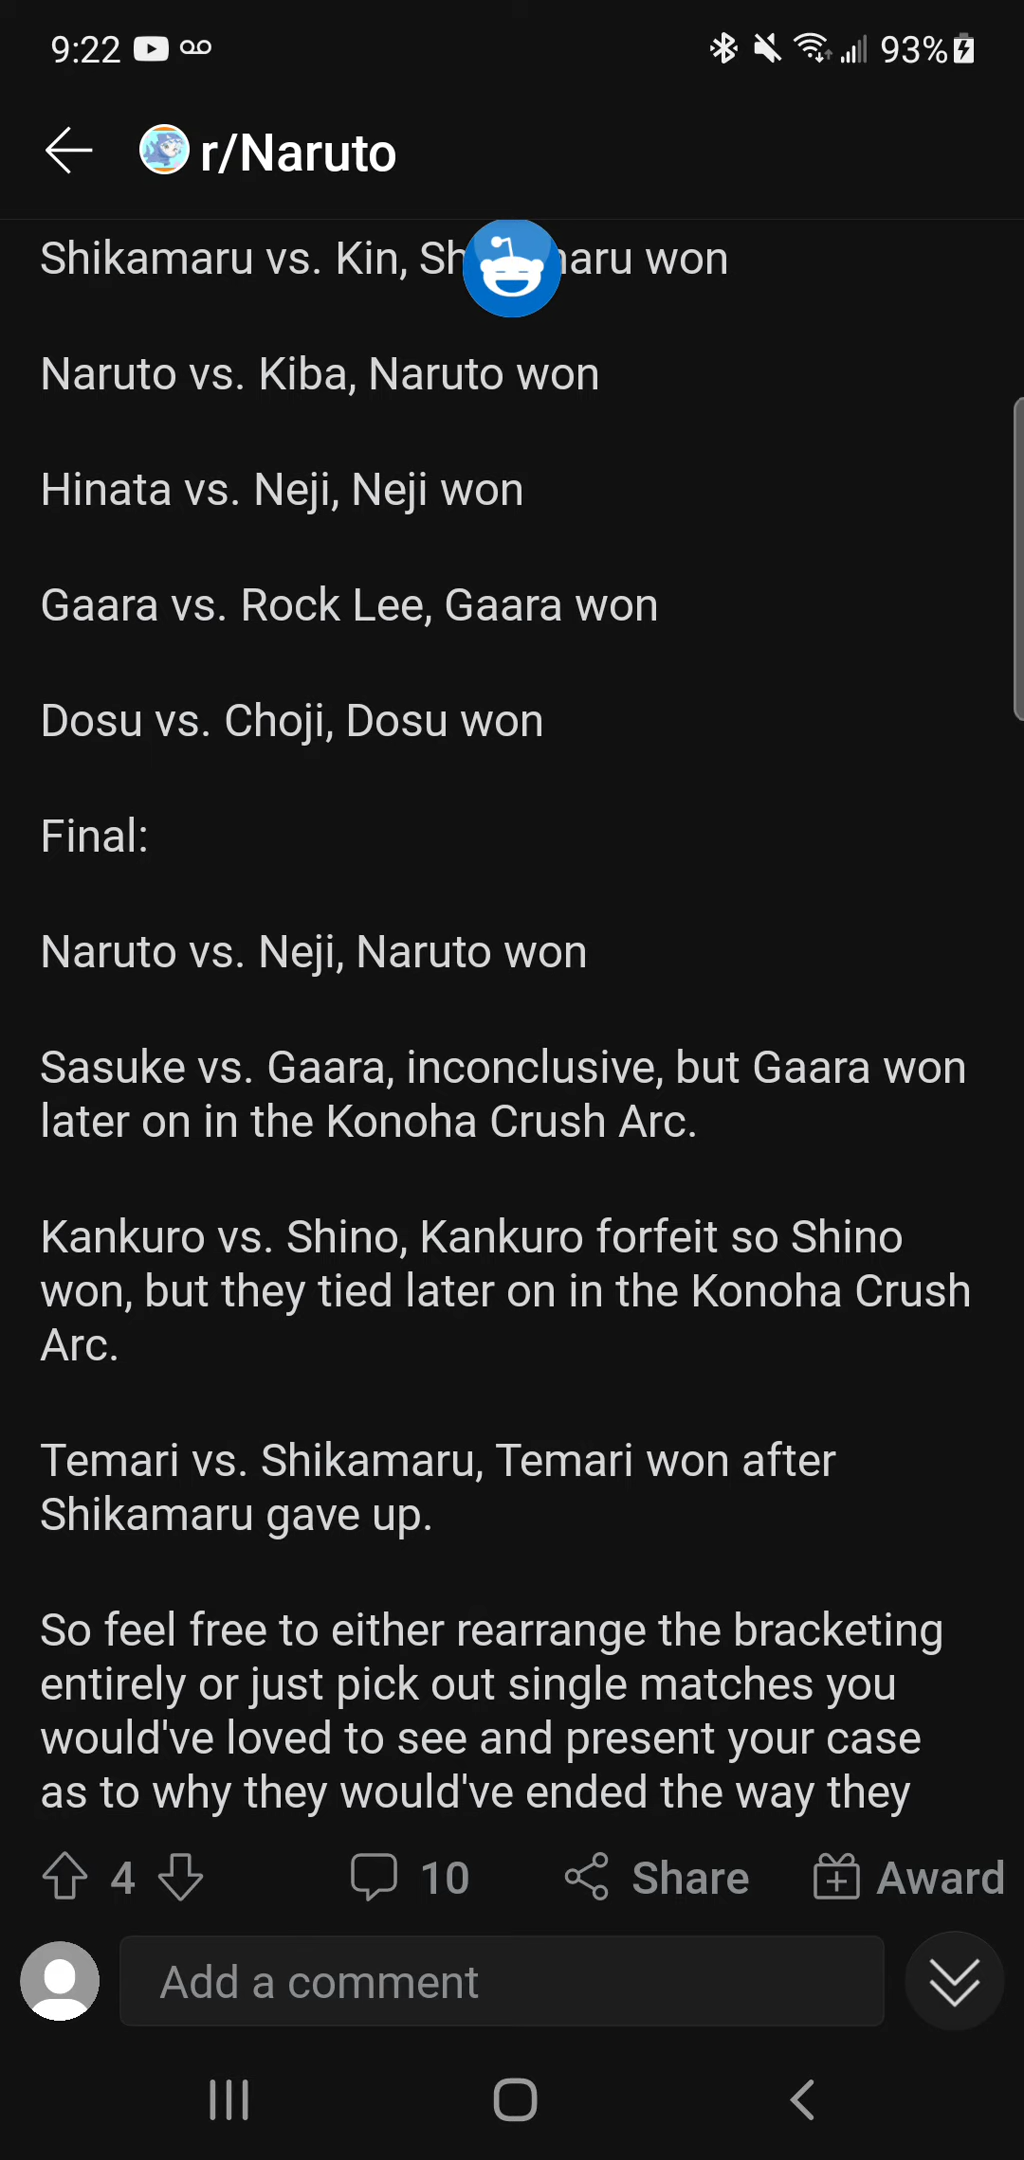 9:22
93%
r/Naruto
Shikamaru vs. Kin, Sh aru won
Naruto vs. Kiba, Naruto won
Hinata vs. Neji, Neji won
Gaara vs. Rock Lee, Gaara won
Dosu vs. Choji, Dosu won
Final:
Naruto vs. Neji, Naruto won
Sasuke vs. Gaara, inconclusive, but Gaara won
later on in the Konoha Crush Arc.
Kankuro vs. Shino, Kankuro forfeit so Shino
won, but they tied later on in the Konoha Crush
Arc.
Temari vs. Shikamaru, Temari won after
Shikamaru gave up.
So feel free to either rearrange the bracketing
entirely or just pick out single matches you
would've loved to see and present your case
as to why they would've ended the way they
4
10
Share
Award
Add a comment